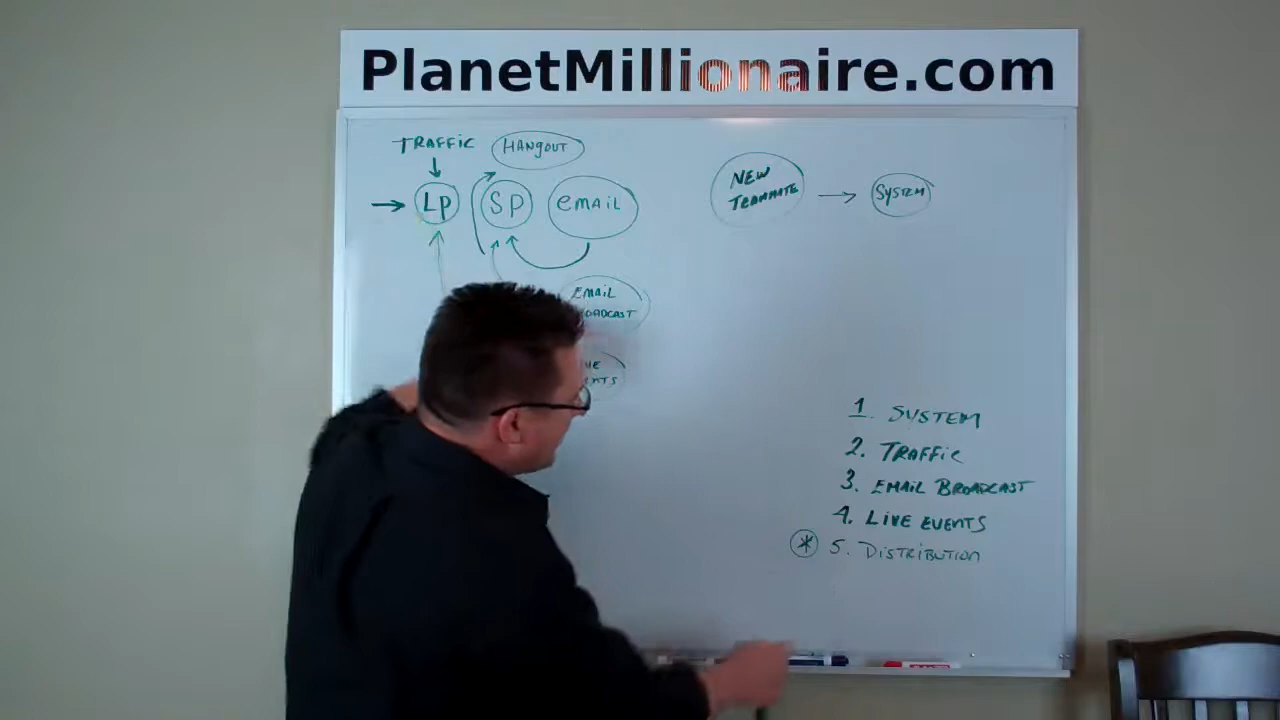 PlanetMillionaire.com
TRAFFIC
HANGOUT
LP
SP
email
NEW
TEAMMATE
SYSTEM
EMAIL
1. SYSTEM
2. TRAFFIC
3. EMAIL BROADCAST
4. LIVE EVENTS
* 5. DISTRIBUTION